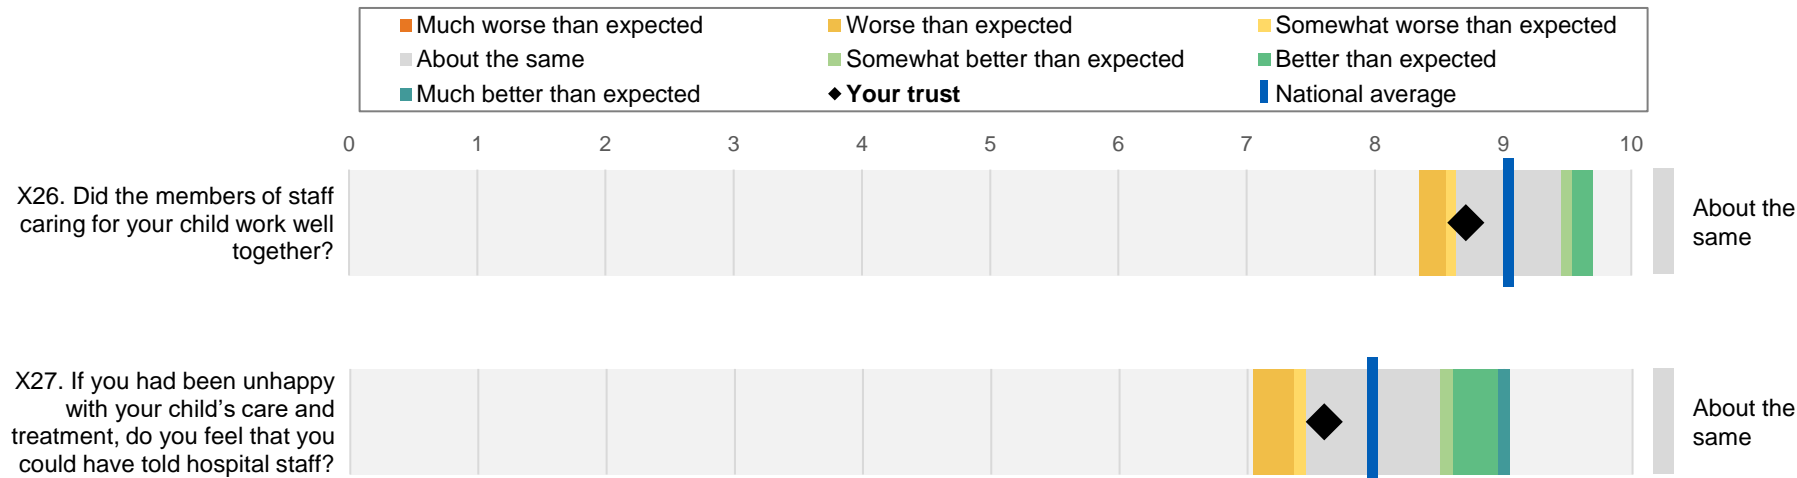 Much worse than expected
Worse than expected
Somewhat worse than expected
About the same
Somewhat better than expected
Better than expected
Much better than expected
Your trust
National average
0 1 2 3 4 5 6 7 8 9 10
X26. Did the members of staff
caring for your child work well
together?
About the
same
X27. If you had been unhappy
with your child’s care and
treatment, do you feel that you
could have told hospital staff?
About the
same